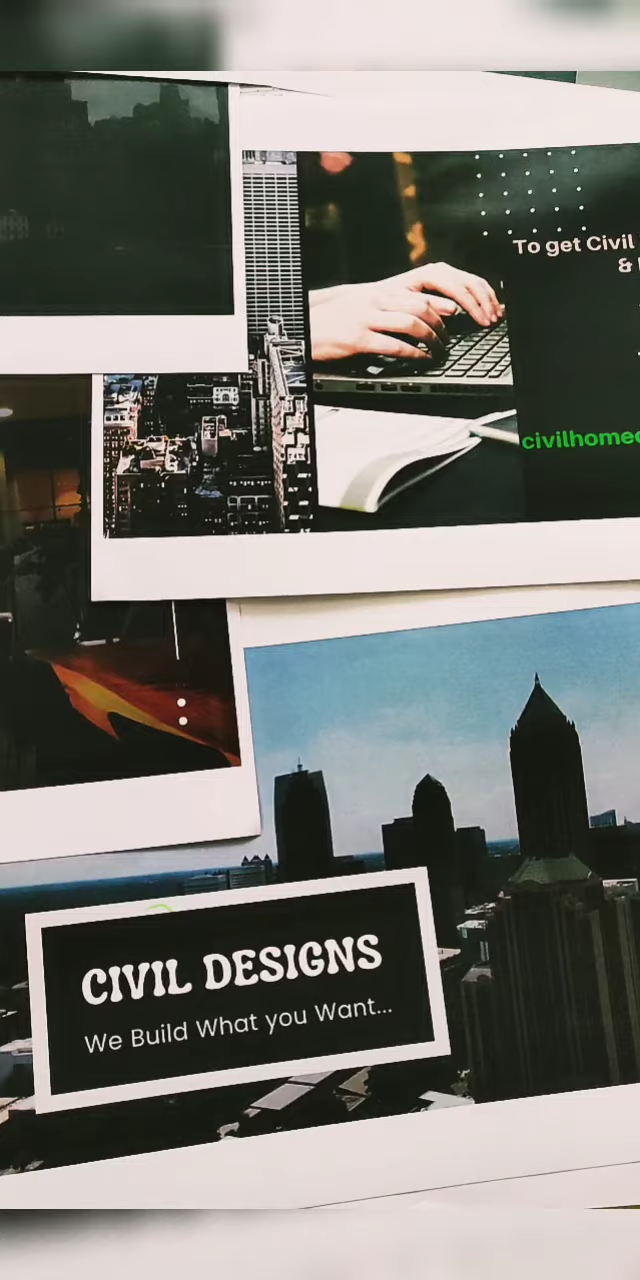 To get Civil
&
civilhome
CIVIL DESIGNS
We Build What you Want...